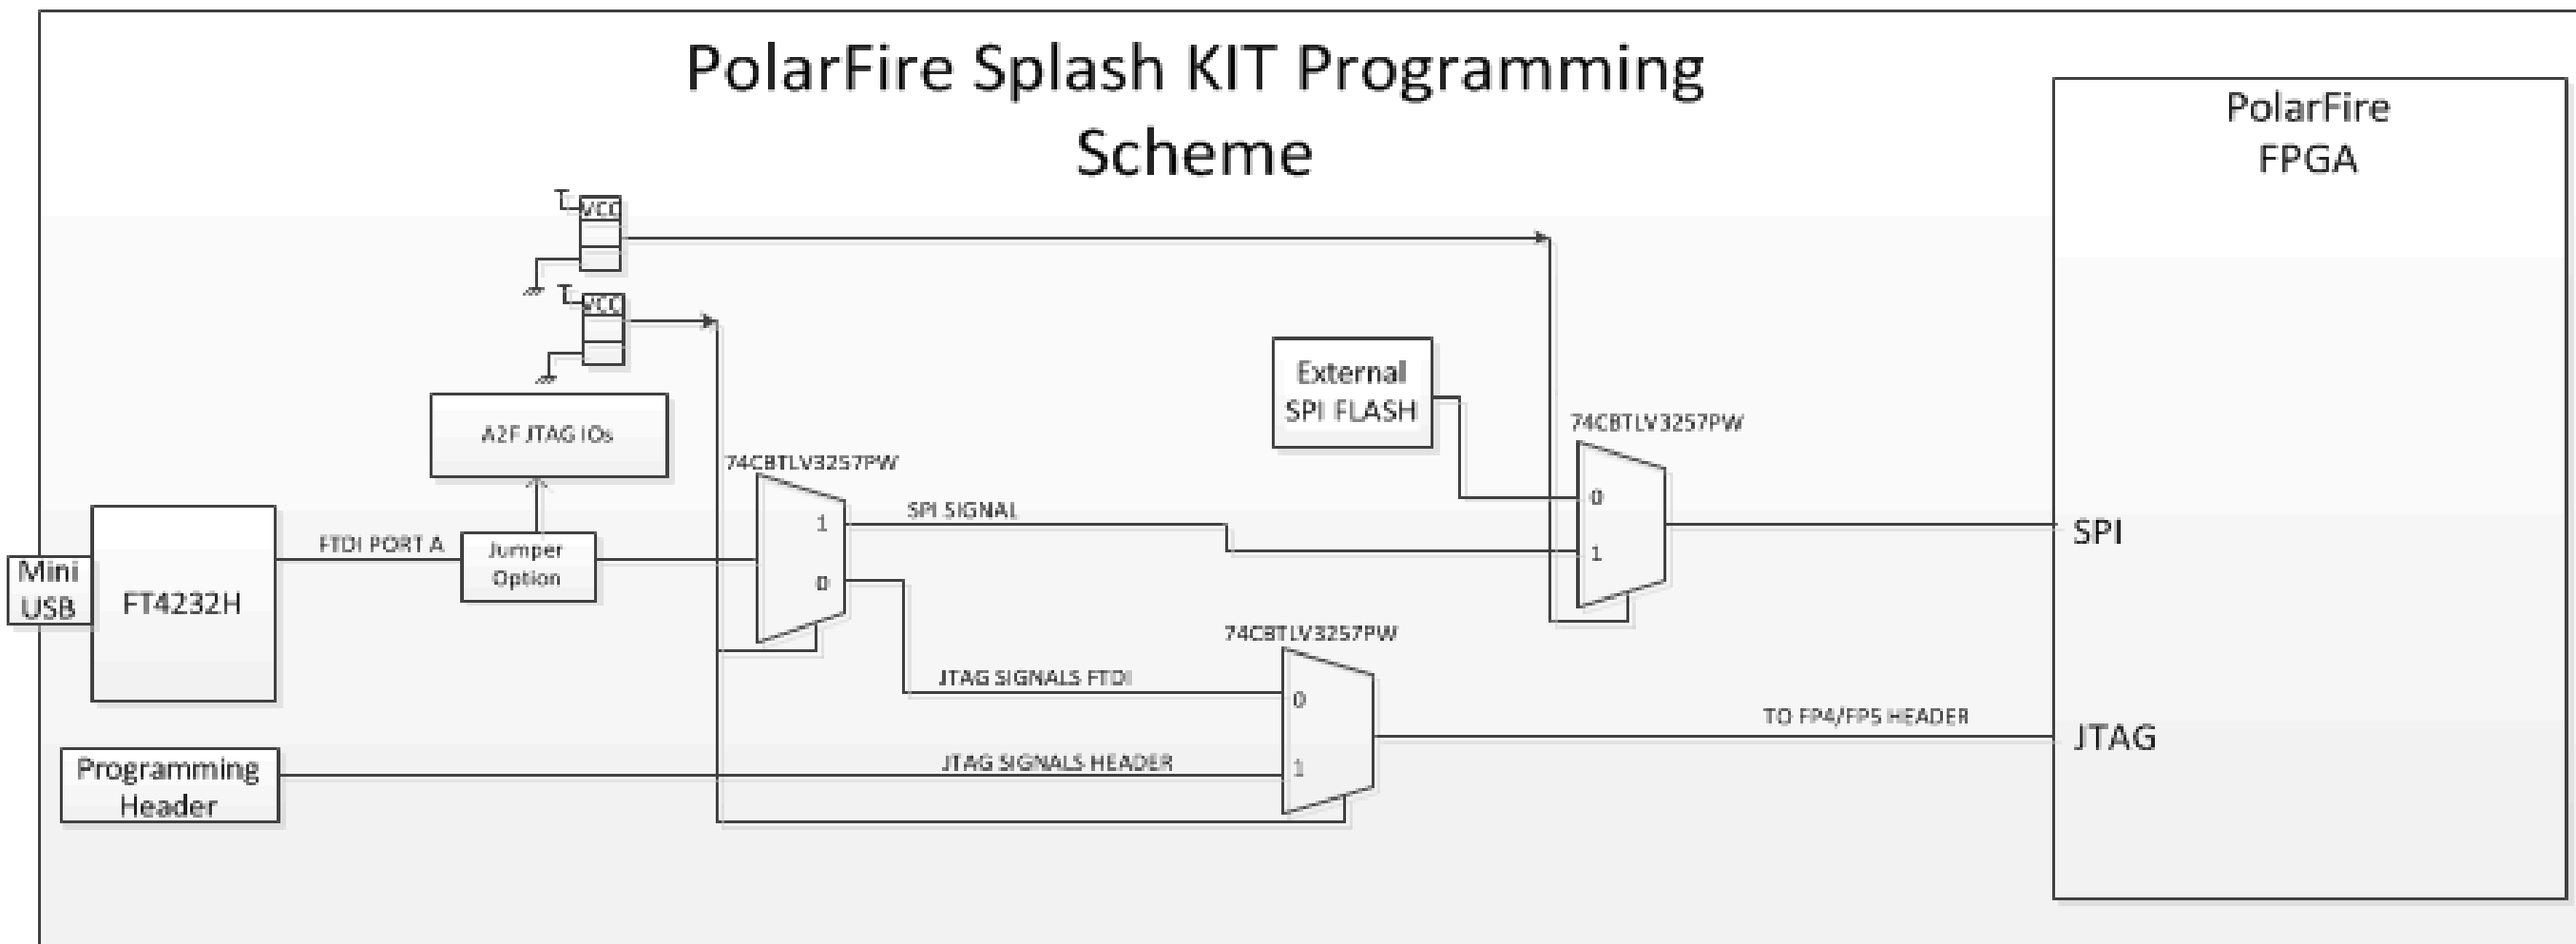 PolarFire Splash KIT Programming
Scheme
PolarFire
FPGA
VCC
VCC
External
SPI FLASH
74CBTLV3257PW
A2F JTAG IOs
74CBTLV3257PW
0
SPI SIGNAL
1
SPI
FTDI PORT A
Jumper
Option
1
0
Mini
USB
FT4232H
74CBTLV3257PW
JTAG SIGNALS FTDI
0
TO FP4/FP5 HEADER
JTAG
Programming
Header
JTAG SIGNALS HEADER
1